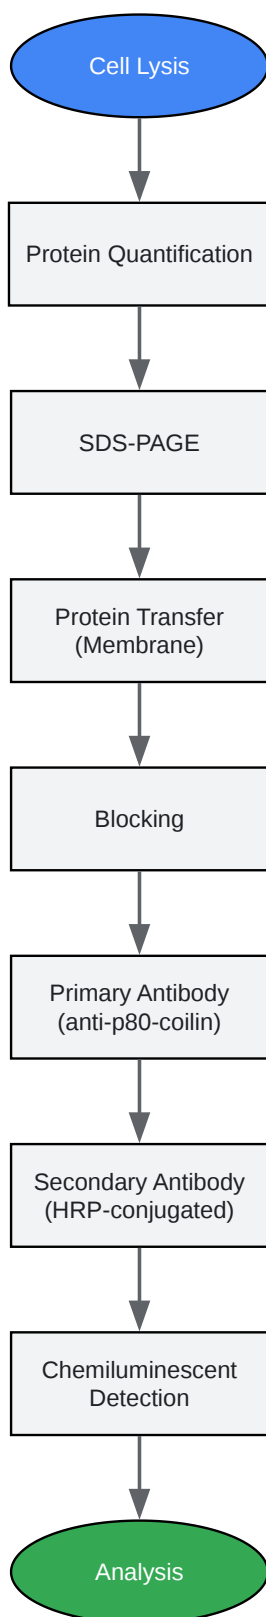 Cell Lysis
Protein Quantification
SDS-PAGE
Protein Transfer
(Membrane)
Blocking
Primary Antibody
(anti-p80-coilin)
Secondary Antibody
(HRP-conjugated)
Chemiluminescent
Detection
Analysis